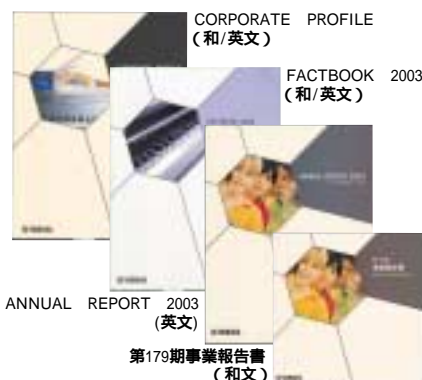 CORPORATE PROFILE
(和/英文)
FACTBOOK 2003
(和/英文)
ANNUAL REPORT 2003
(英文)
第179期事業報告書
(和文)